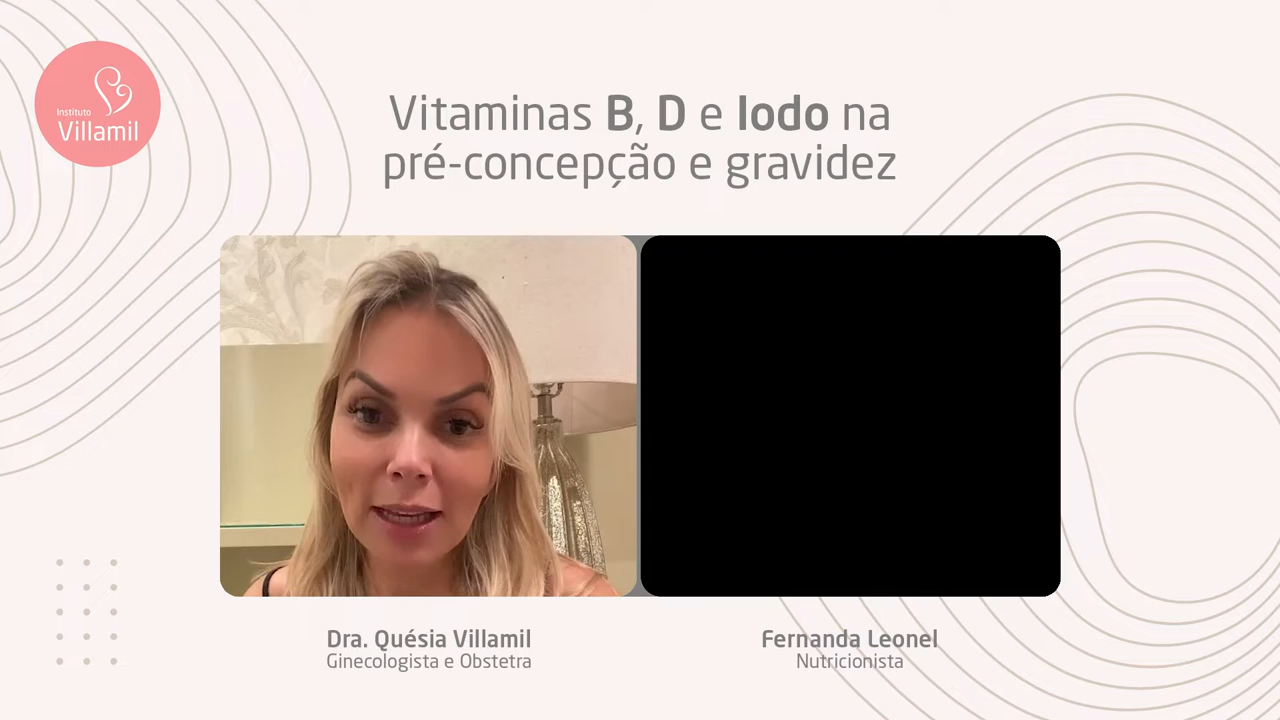 Instituto
Villamil
Vitaminas B, D e Iodo na
pré-concepção e gravidez
Dra. Quésia Villamil
Ginecologista e Obstetra
Fernanda Leonel
Nutricionista